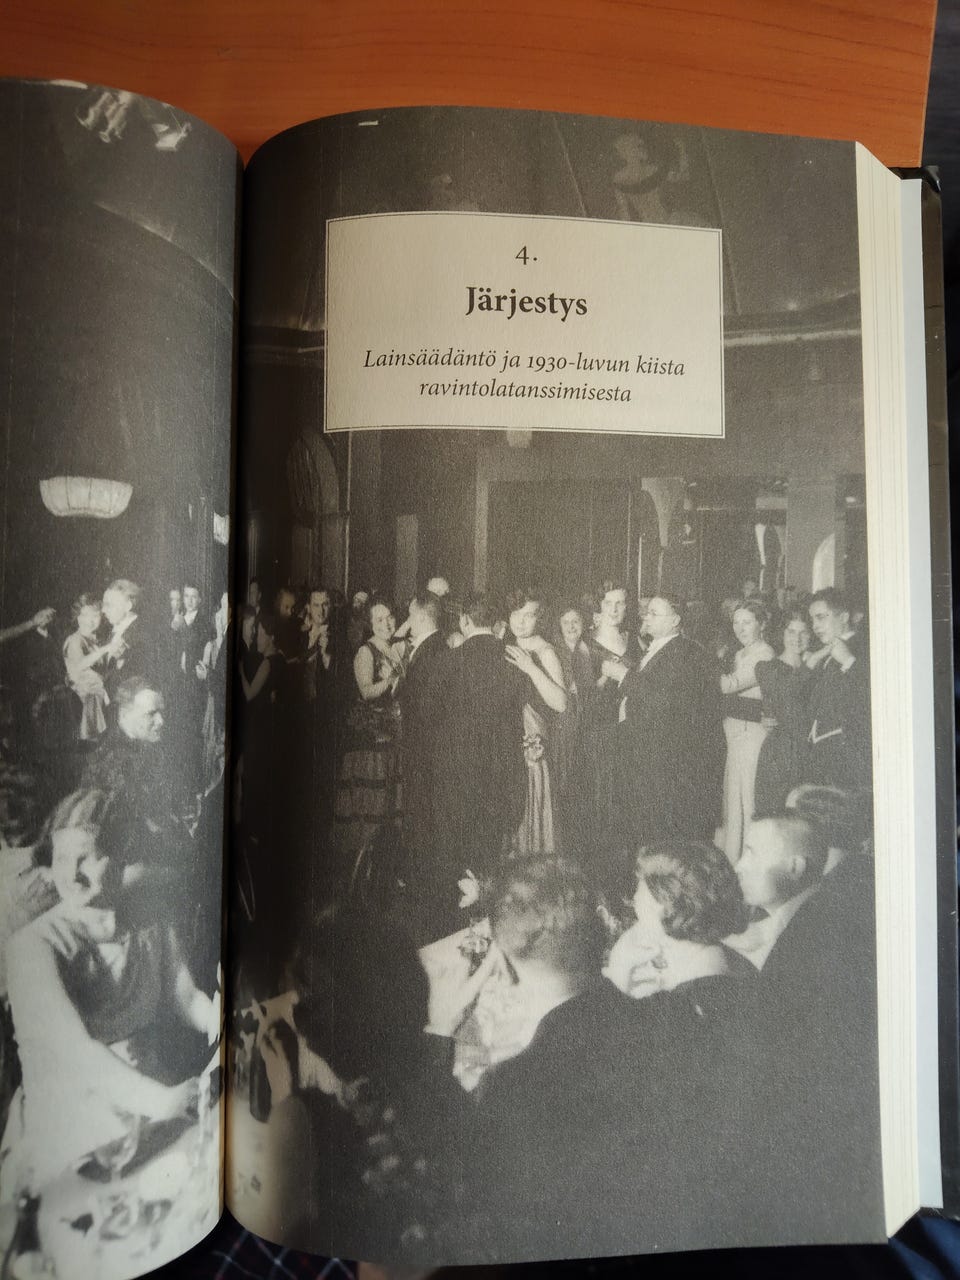 4.
Järjestys
Lainsäädäntö ja 1930-luvun kiista
ravintolatanssimisesta